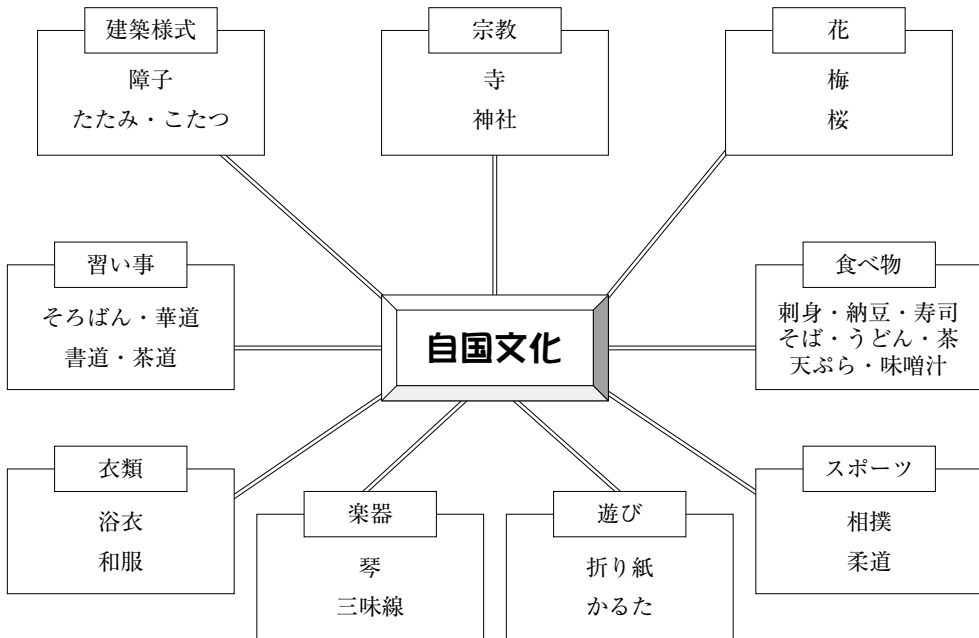 建築様式
障子
たたみ・こたつ
宗教
寺
神社
花
梅
桜
習い事
そろばん・華道
書道・茶道
自国文化
食べ物
刺身・納豆・寿司
そば・うどん・茶
天ぷら・味噌汁
衣類
浴衣
和服
楽器
琴
三味線
遊び
折り紙
かるた
スポーツ
相撲
柔道